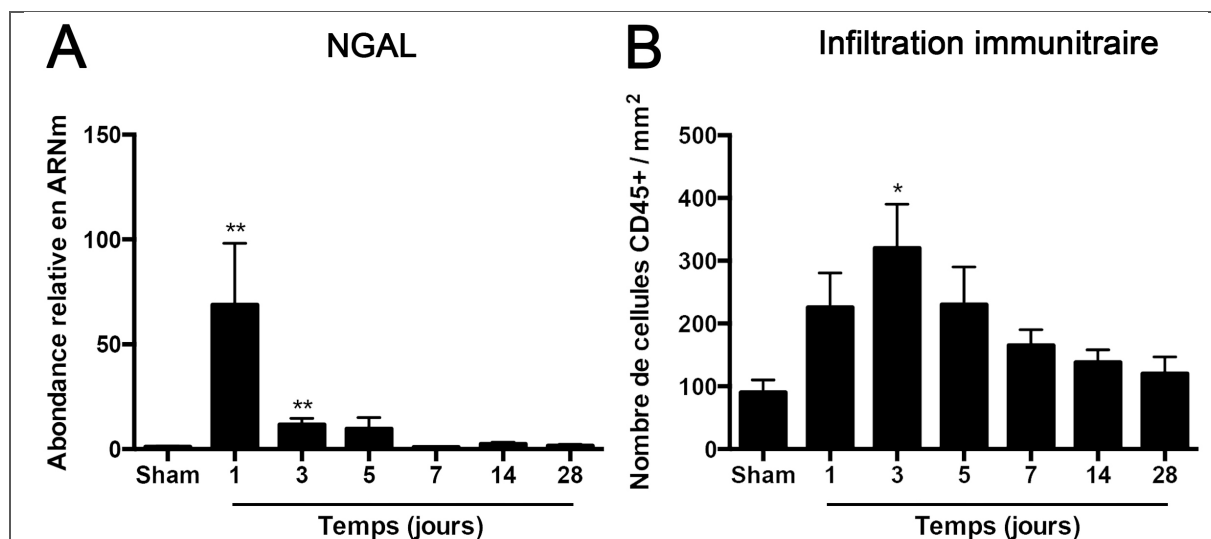 A
NGAL
Abondance relative en ARNm
150
100
50
0
**
**
Sham 1 3 5 7 14 28
Temps (jours)
B
Infiltration immunitraire
Nombre de cellules CD45+ / mm²
500
400
300
200
100
0
*
Sham 1 3 5 7 14 28
Temps (jours)